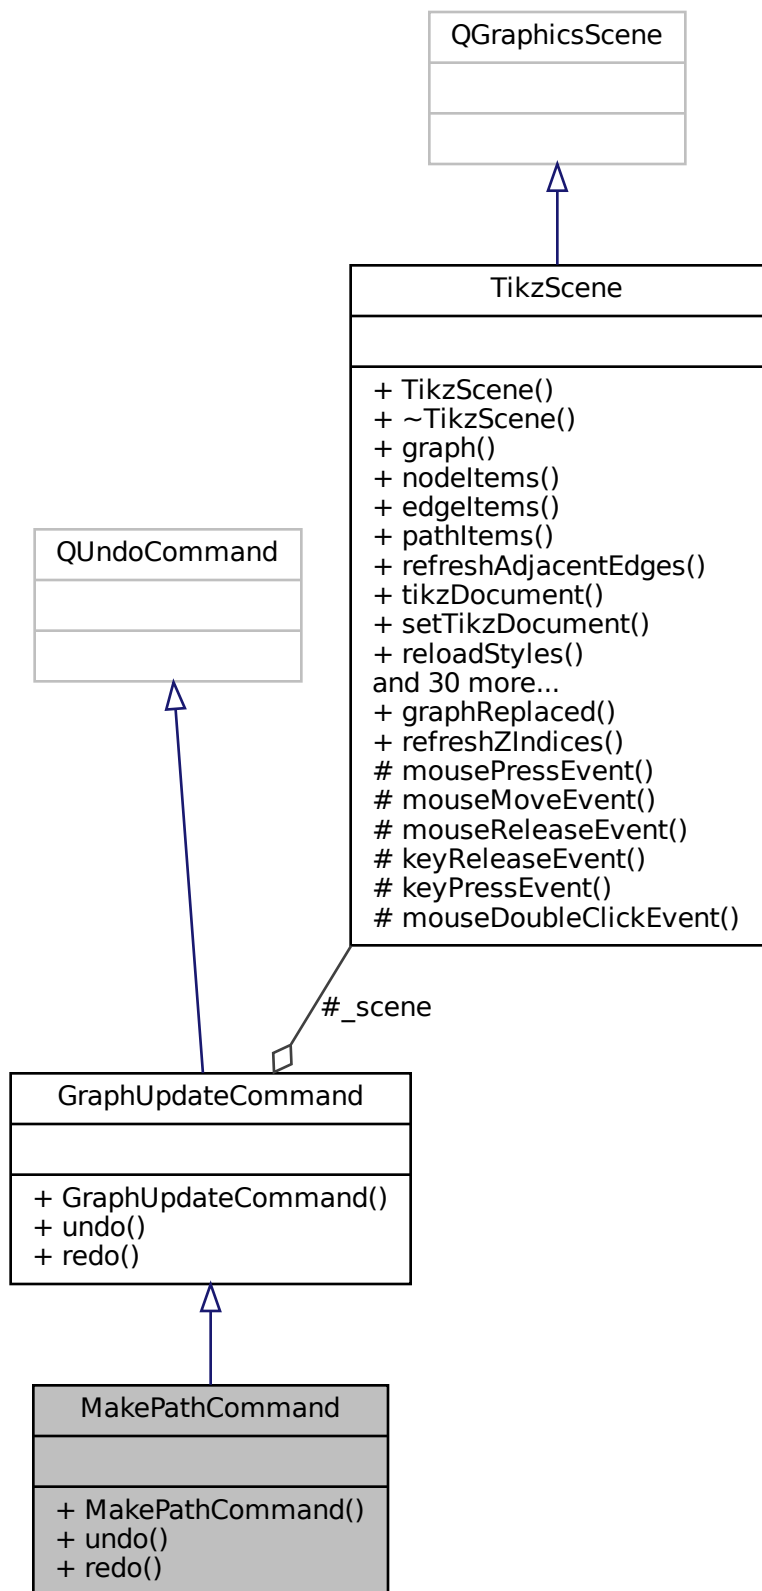 QGraphicsScene
TikzScene
+ TikzScene()
+ ~TikzScene()
+ graph()
+ nodeItems()
+ edgeItems()
+ pathItems()
+ refreshAdjacentEdges()
+ tikzDocument()
+ setTikzDocument()
+ reloadStyles()
and 30 more...
+ graphReplaced()
+ refreshZIndices()
# mousePressEvent()
# mouseMoveEvent()
# mouseReleaseEvent()
# keyReleaseEvent()
# keyPressEvent()
# mouseDoubleClickEvent()
QUndoCommand
#_scene
GraphUpdateCommand
+ GraphUpdateCommand()
+ undo()
+ redo()
MakePathCommand
+ MakePathCommand()
+ undo()
+ redo()